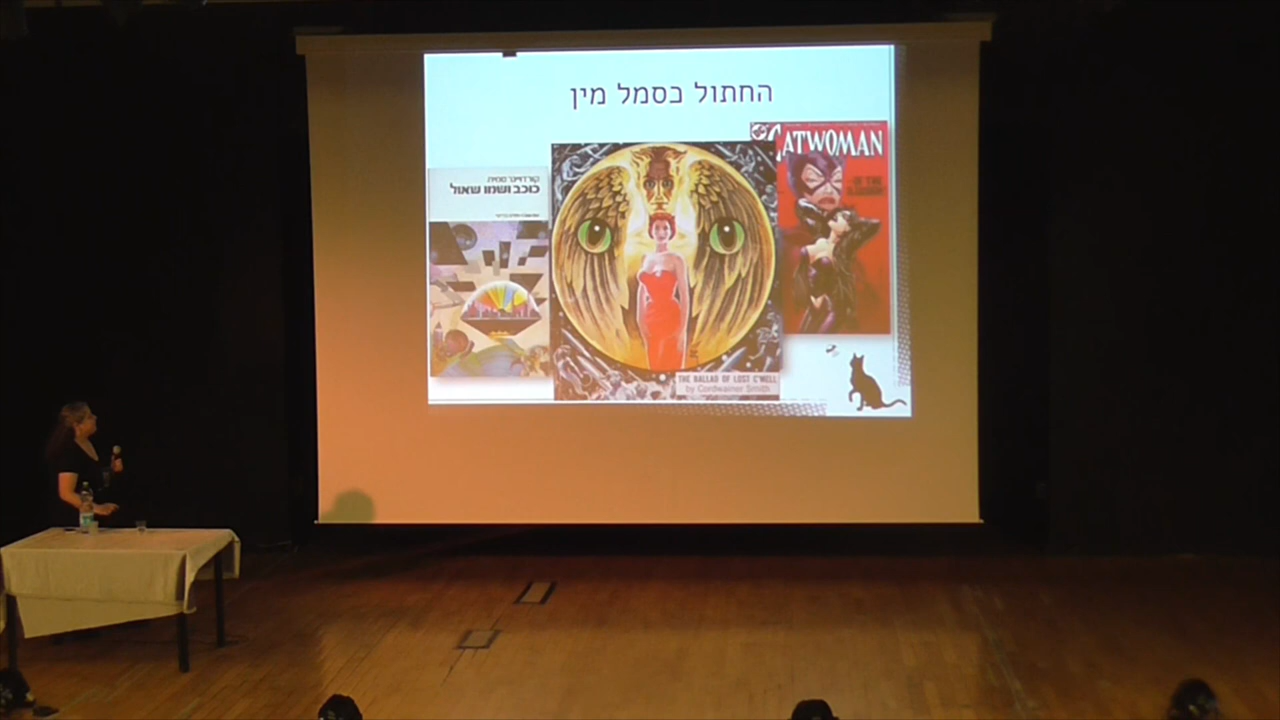 החתול כסמל מין
קורדוויינר סמית
כוכב ושמו שאול
CATWOMAN
THE BALLAD OF LOST C'MELL
by Cordwainer Smith